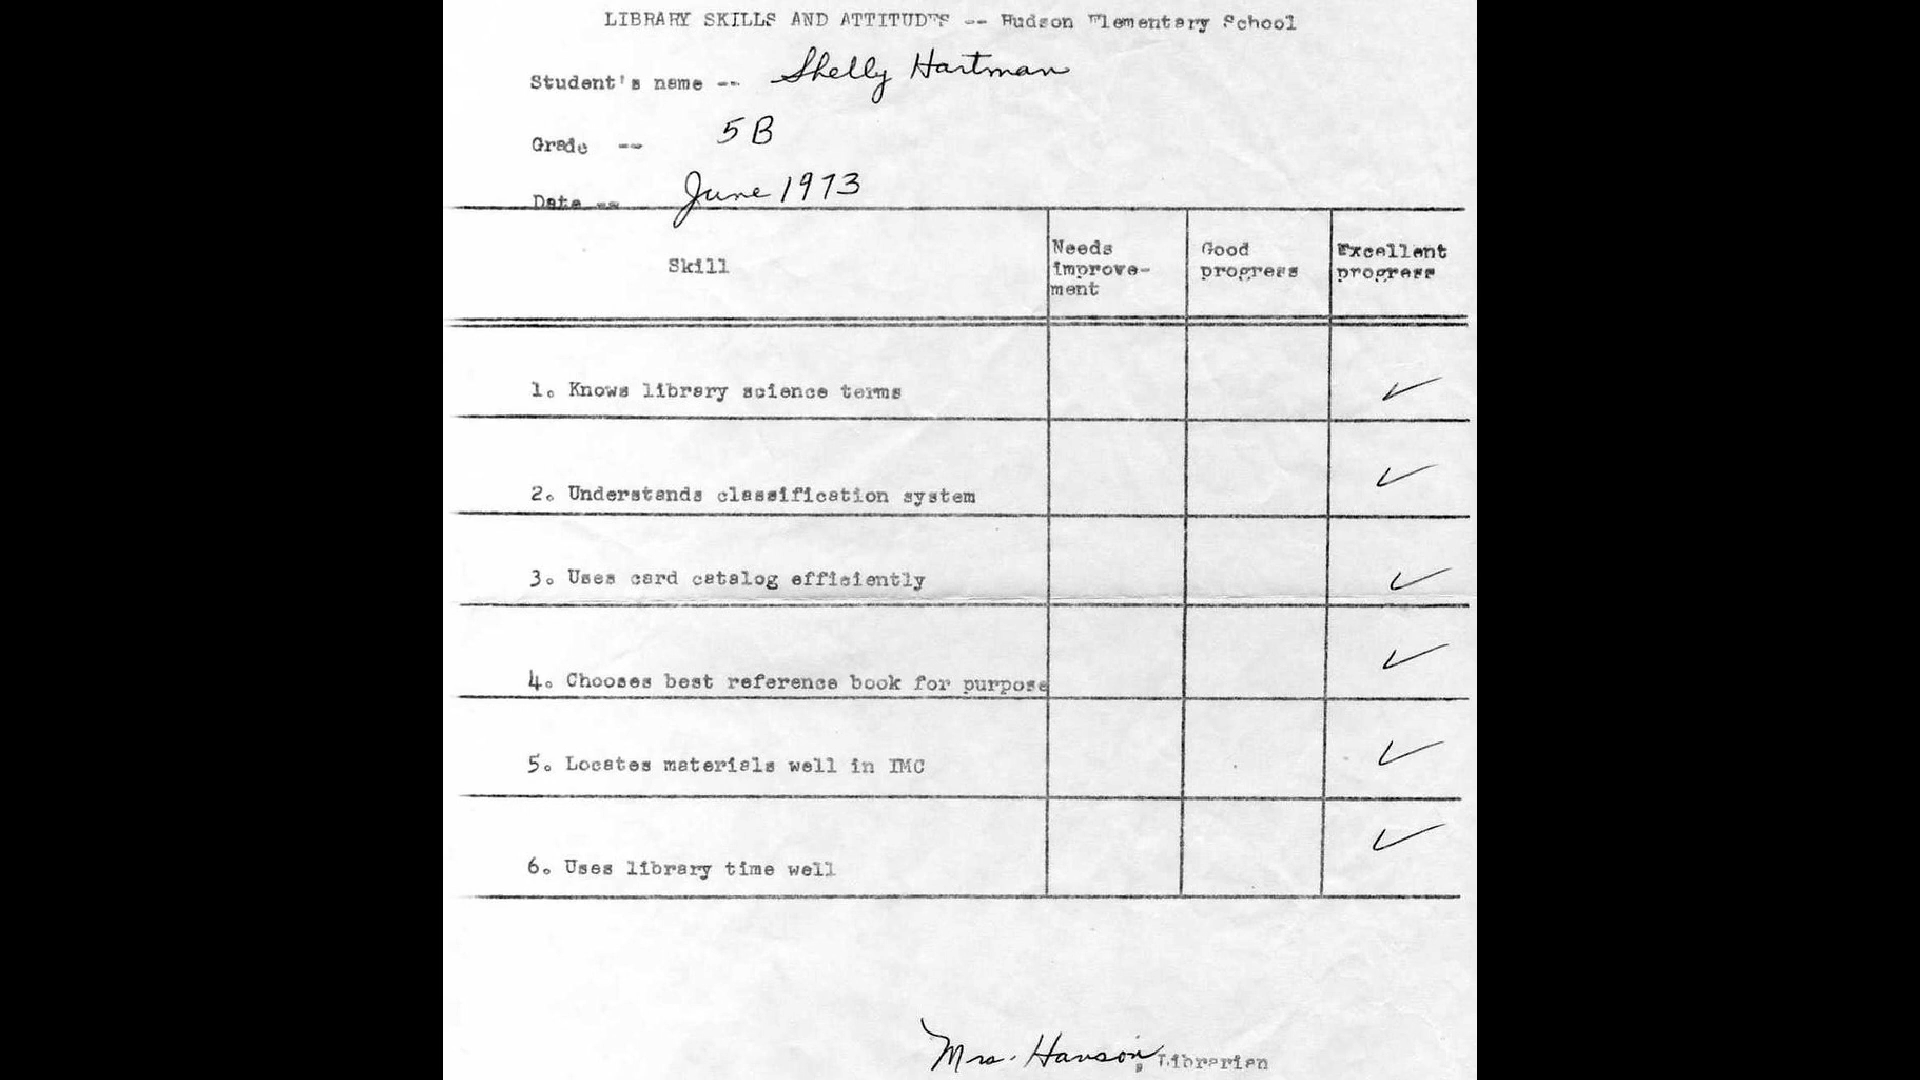 LIBRARY SKILLS AND ATTITUDES -- Hudson Elementary School
Student's name -- Shelly Hartman
Grade -- 5B
Date -- June 1973
Skill
Needs improve-ment
Good progress
Excellent progress
1. Knows library science terms ✓
2. Understands classification system ✓
3. Uses card catalog efficiently ✓
4. Chooses best reference book for purpose ✓
5. Locates materials well in IMC ✓
6. Uses library time well ✓
Mrs. Hanson, Librarian